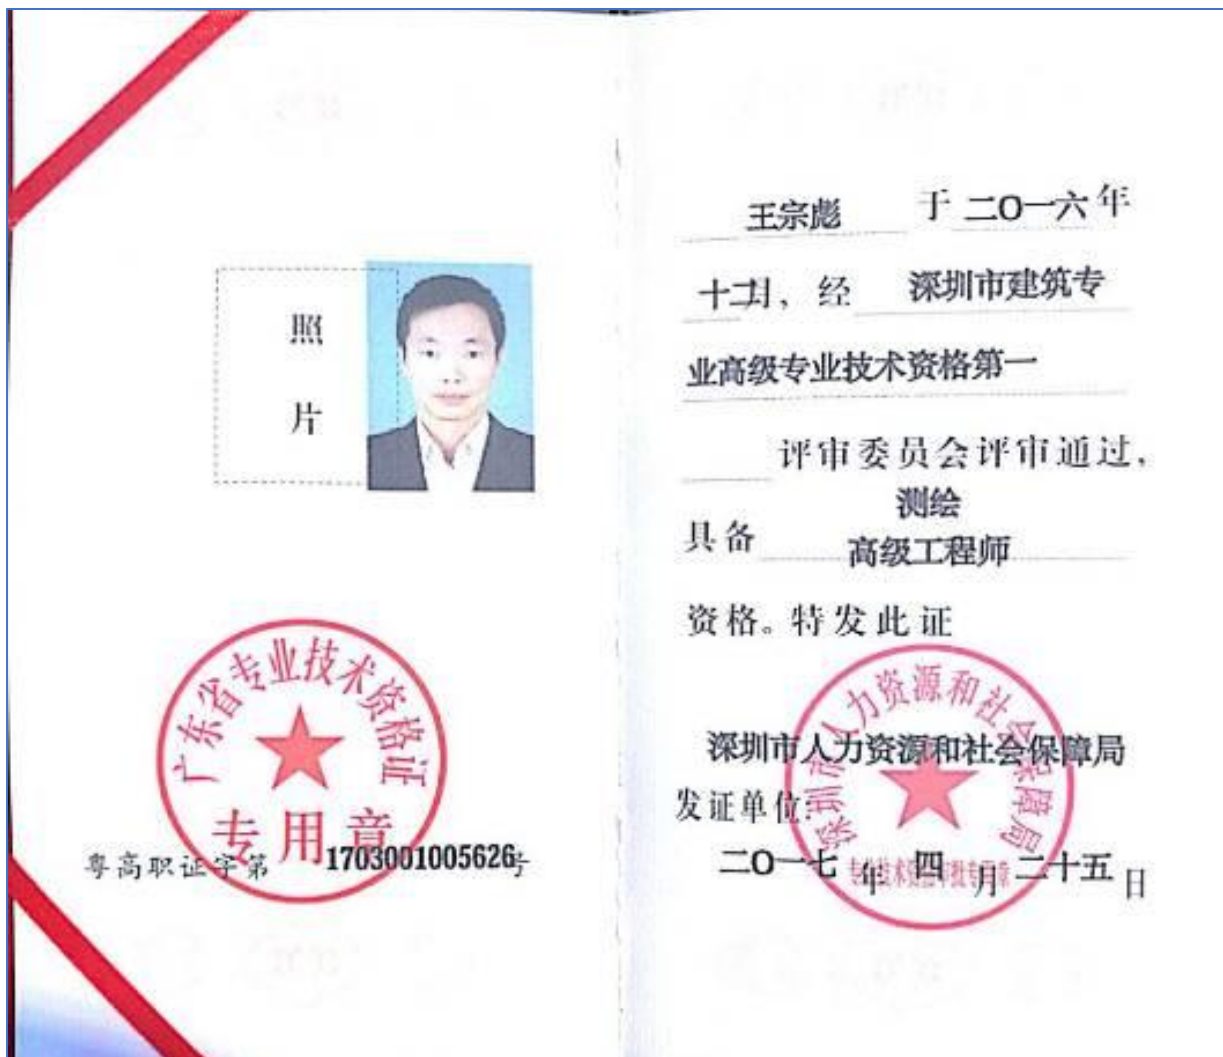 照
片
广东省专业技术资格证
专用章
粤高职证字第 1703001005626号
王宗彪 于 二〇一六 年
十二月、经 深圳市建筑专
业高级专业技术资格第一
评审委员会评审通过,
测绘
具备 高级工程师
资格。特发此证
深圳市人力资源和社会保障局
深圳市人力资源和社会保障局
发证单位:
二〇一七 年 四 月 二十五 日